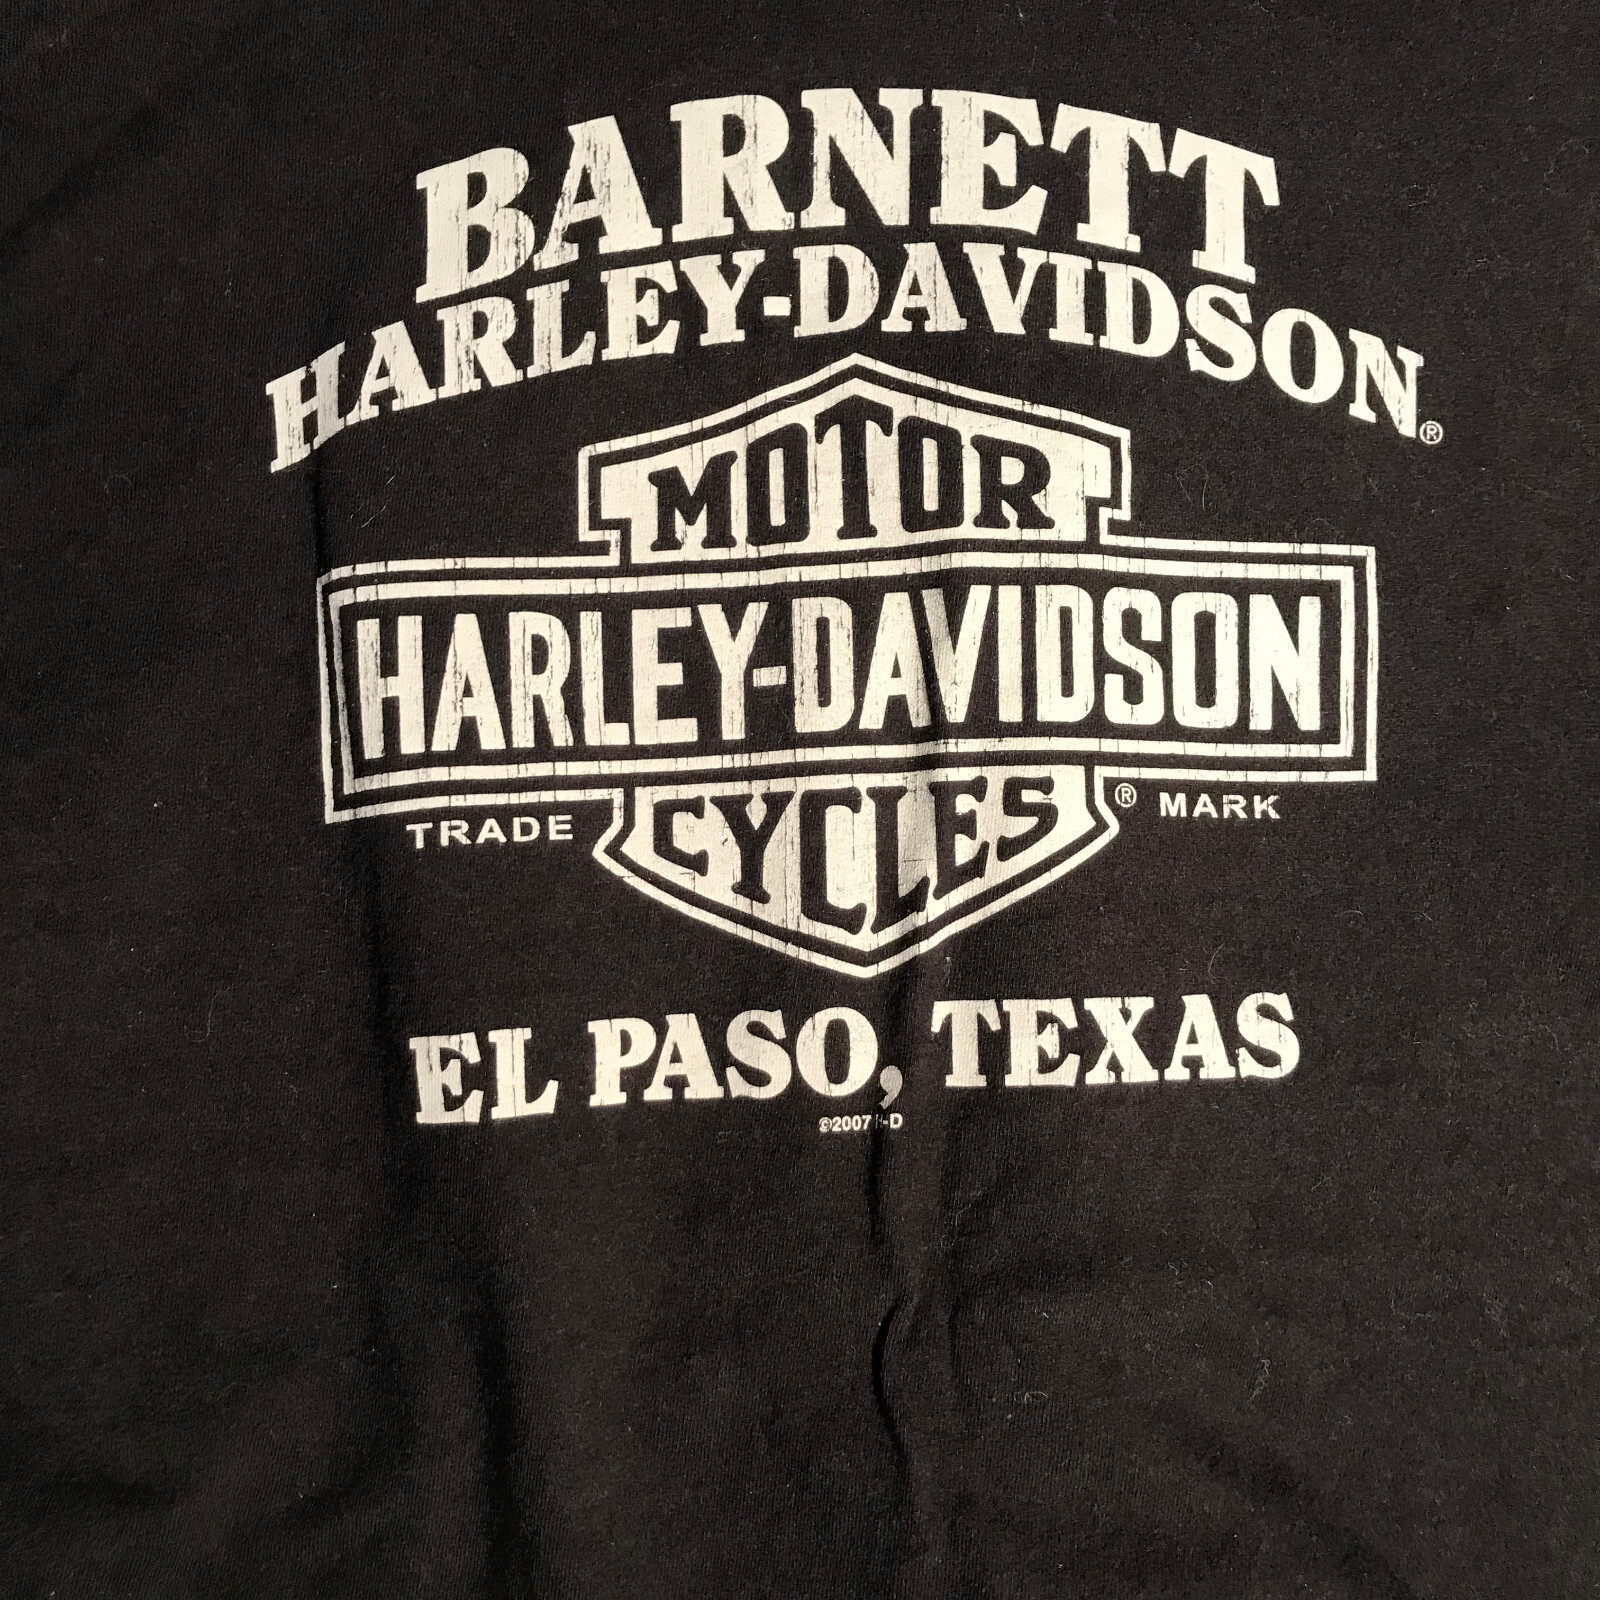 BARNETT
HARLEY-DAVIDSON®
MOTOR
HARLEY-DAVIDSON
CYCLES
TRADE ® MARK
EL PASO, TEXAS
©2007 H-D